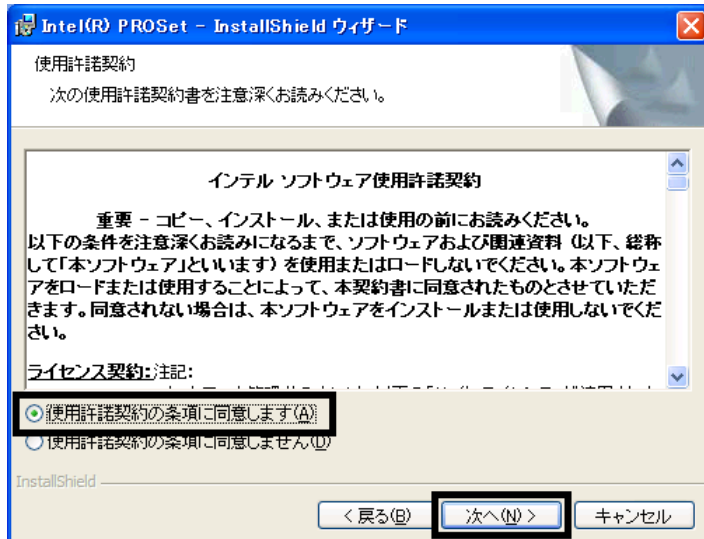 Intel(R) PROSet - InstallShield ウィザード
使用許諾契約
次の使用許諾契約書を注意深くお読みください。
インテル ソフトウェア使用許諾契約
重要 - コピー、インストール、または使用の前にお読みください。
以下の条件を注意深くお読みになるまで、ソフトウェアおよび関連資料 (以下、総称
して「本ソフトウェア」といいます) を使用またはロードしないでください。本ソフトウェ
アをロードまたは使用することによって、本契約書に同意されたものとさせていただ
きます。同意されない場合は、本ソフトウェアをインストールまたは使用しないでくだ
さい。
ライセンス契約:注記:
使用許諾契約の条項に同意します(A)
使用許諾契約の条項に同意しません(D)
InstallShield
< 戻る(B)
次へ(N) >
キャンセル